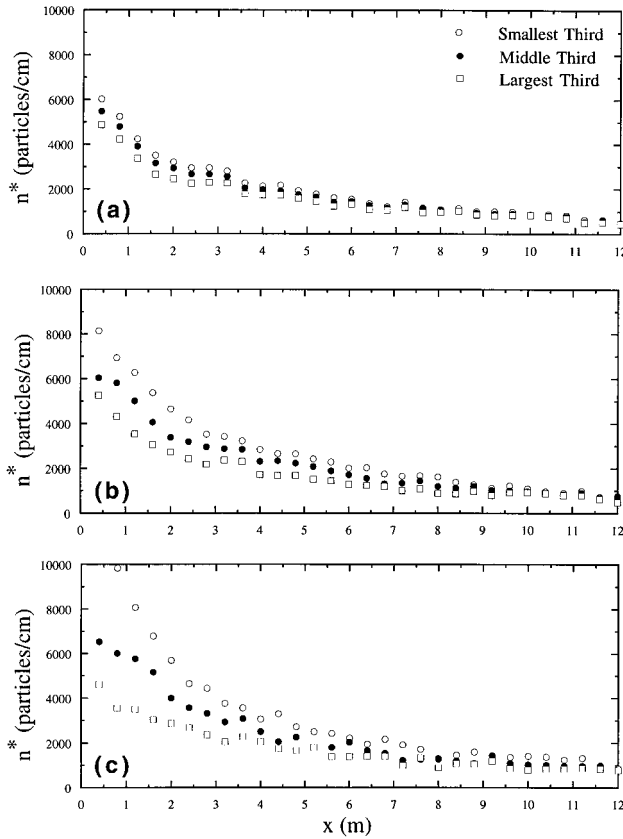 10000
8000
6000
4000
2000
0
n* (particles/cm)
Smallest Third
Middle Third
Largest Third
(a)
0 1 2 3 4 5 6 7 8 9 10 11 12
10000
8000
6000
4000
2000
0
n* (particles/cm)
(b)
0 1 2 3 4 5 6 7 8 9 10 11 12
10000
8000
6000
4000
2000
0
n* (particles/cm)
(c)
0 1 2 3 4 5 6 7 8 9 10 11 12
x (m)